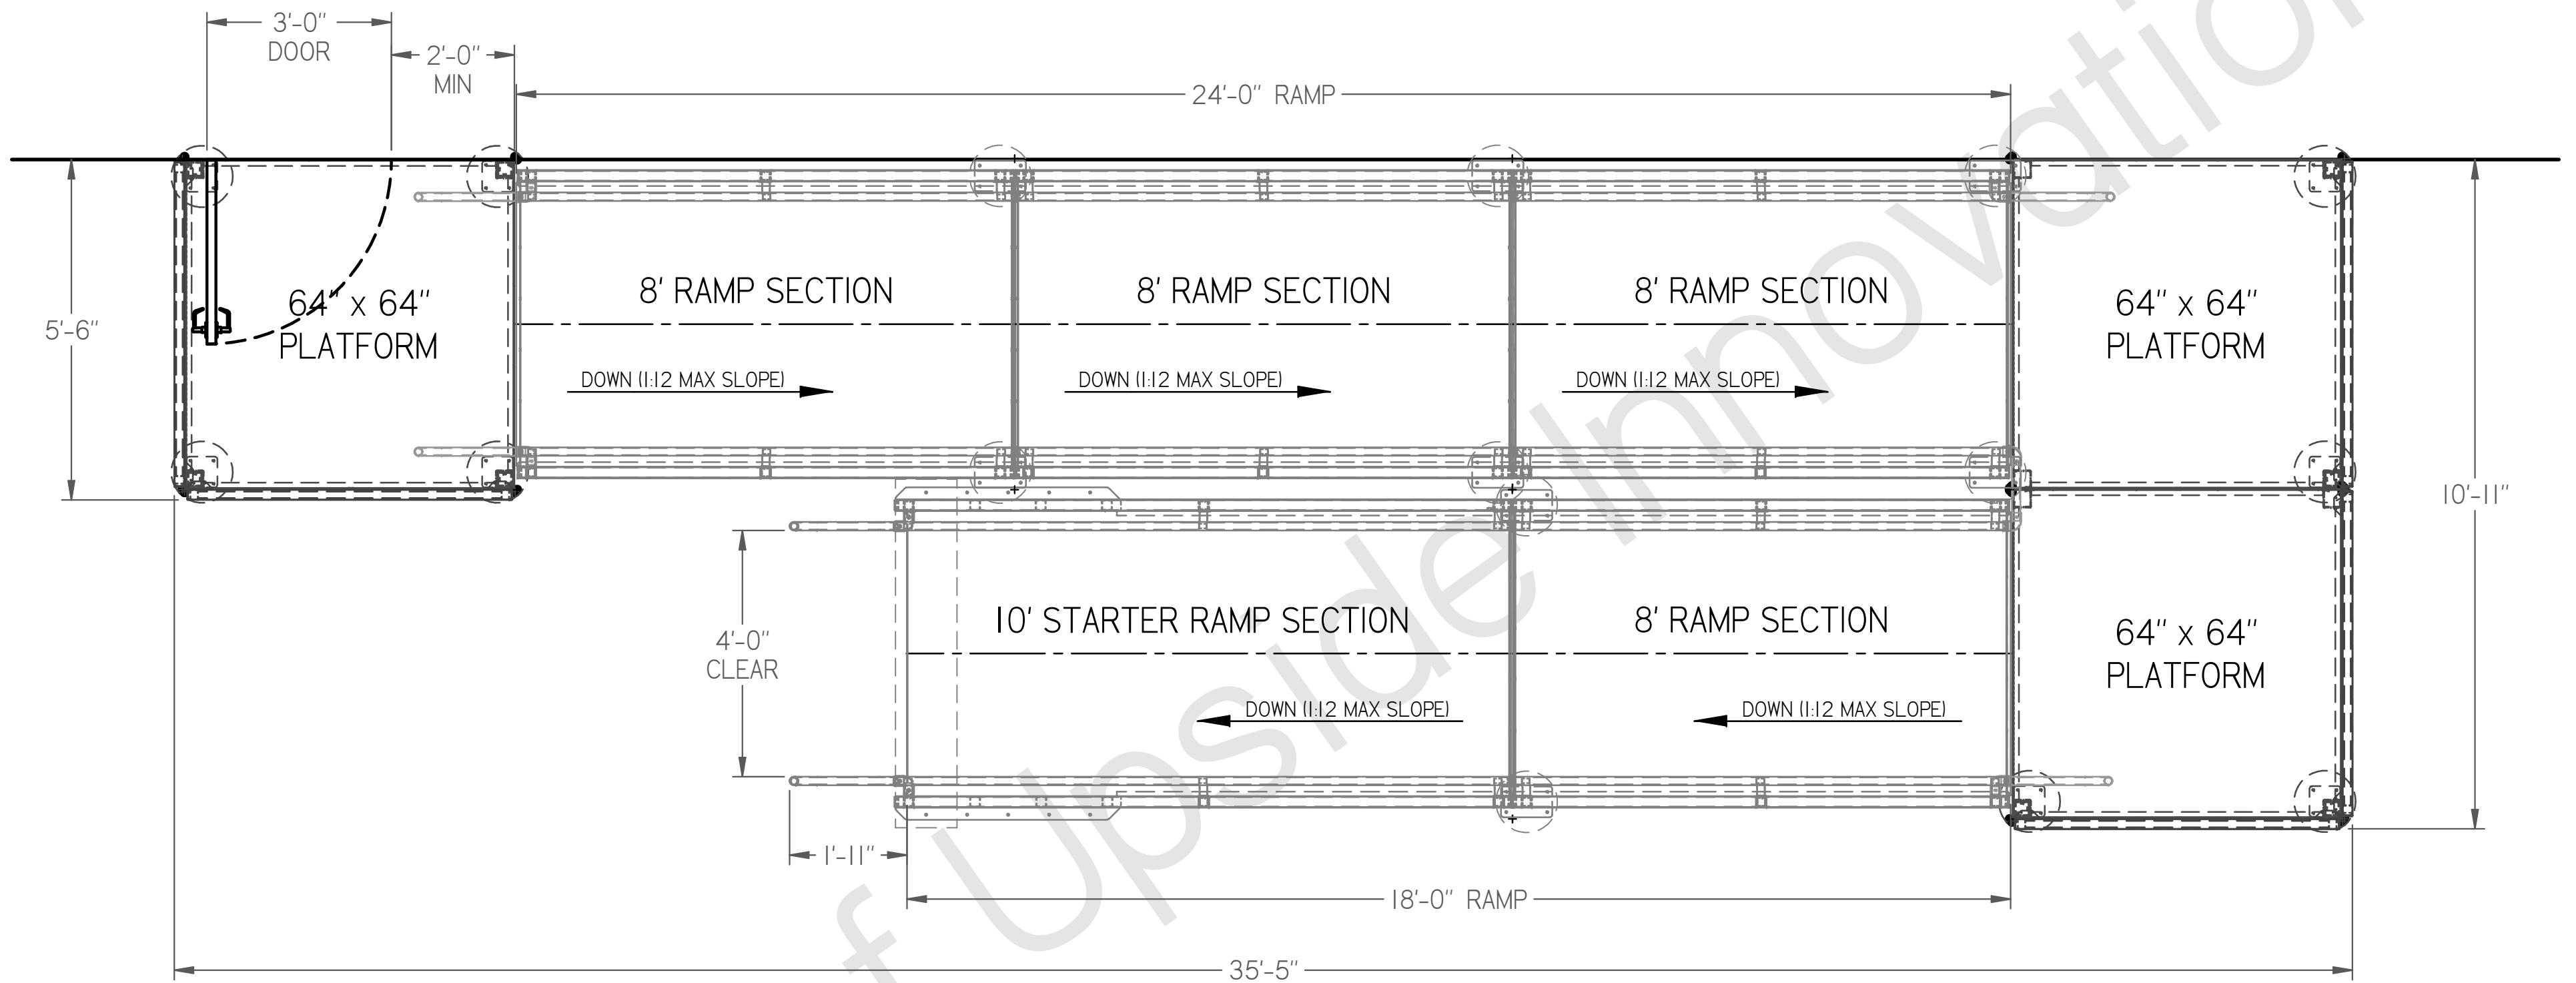 3'-0"
DOOR
2'-0"
MIN
24'-0" RAMP
5'-6"
64" x 64"
PLATFORM
8' RAMP SECTION
8' RAMP SECTION
8' RAMP SECTION
64" x 64"
PLATFORM
DOWN (1:12 MAX SLOPE)
DOWN (1:12 MAX SLOPE)
DOWN (1:12 MAX SLOPE)
10'-11"
4'-0"
CLEAR
10' STARTER RAMP SECTION
8' RAMP SECTION
64" x 64"
PLATFORM
DOWN (1:12 MAX SLOPE)
DOWN (1:12 MAX SLOPE)
1'-11"
18'-0" RAMP
35'-5"
f Upside Innovation